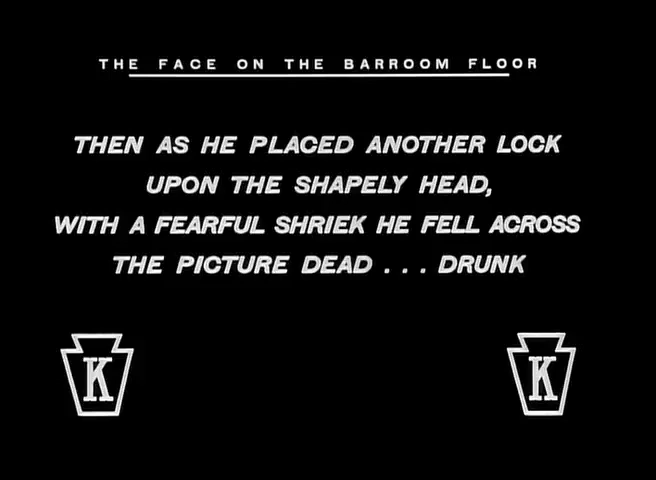 THE FACE ON THE BARROOM FLOOR
THEN AS HE PLACED ANOTHER LOCK
UPON THE SHAPELY HEAD,
WITH A FEARFUL SHRIEK HE FELL ACROSS
THE PICTURE DEAD . . . DRUNK
K K